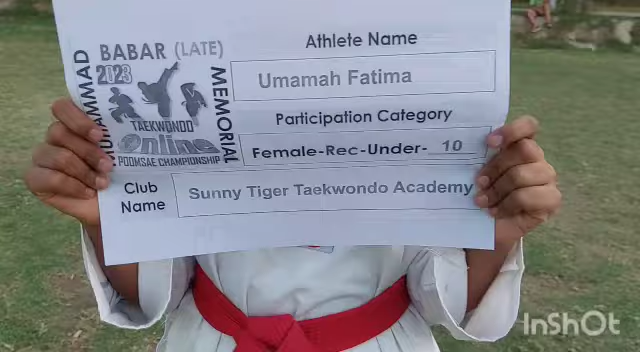 MUHAMMAD
BABAR (LATE)
2023
MEMORIAL
TAEKWONDO
Online
POOMSAE CHAMPIONSHIP
Athlete Name
Umamah Fatima
Participation Category
Female-Rec-Under- 10
Club
Name
Sunny Tiger Taekwondo Academy
InShOt